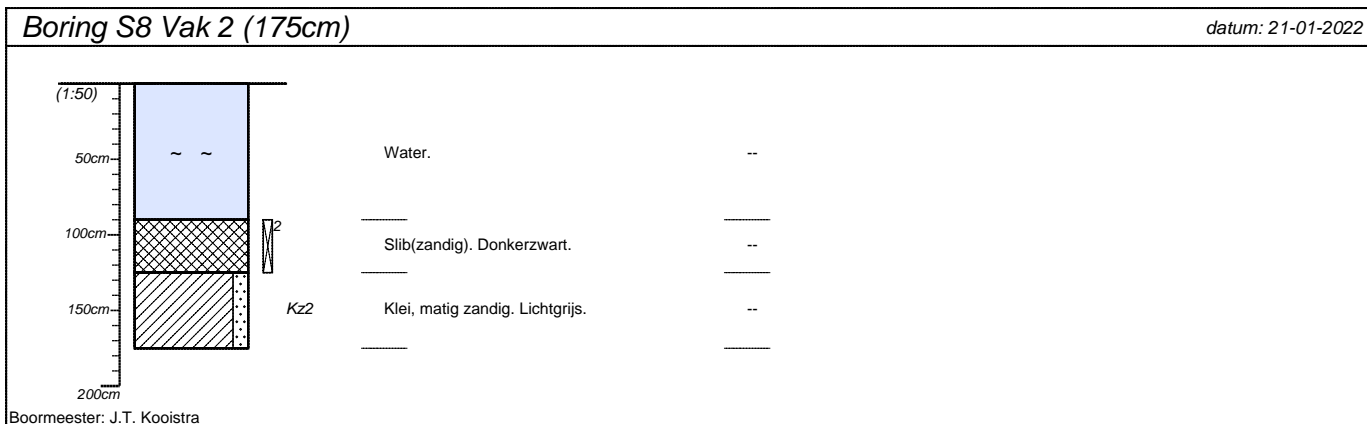 Boring S8 Vak 2 (175cm) datum: 21-01-2022
(1:50)
50cm ~ ~ Water. --
2
100cm Slib(zandig). Donkerzwart. --
150cm Kz2 Klei, matig zandig. Lichtgrijs. --
200cm
Boormeester: J.T. Kooistra